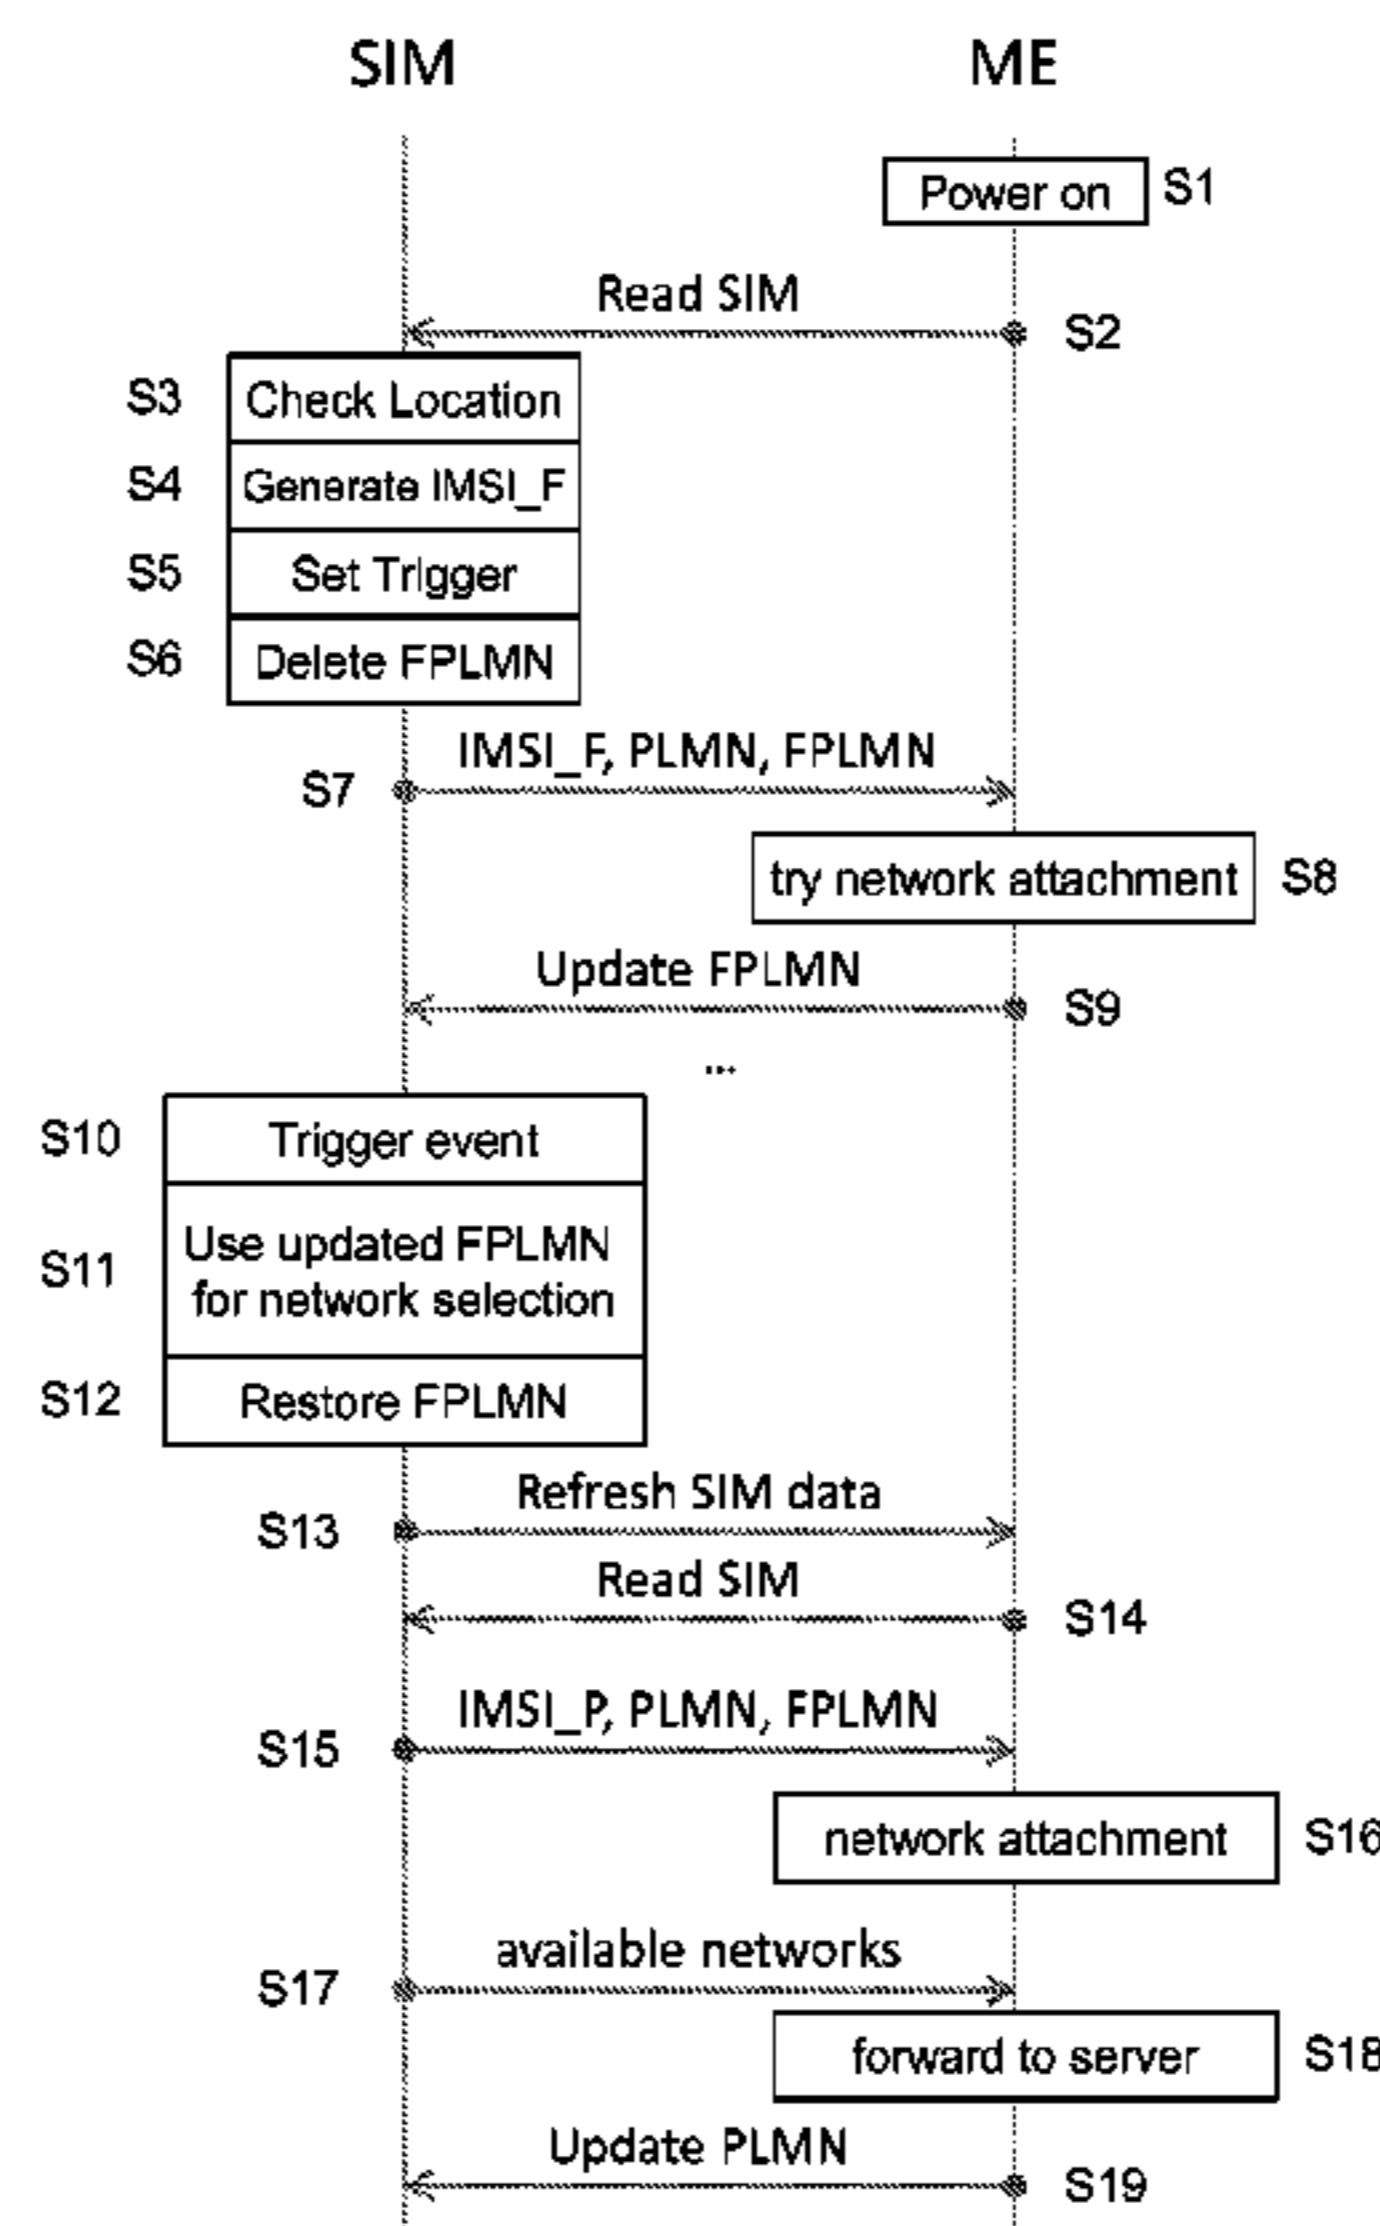 SIM ME
Power on S1
Read SIM
S2
S3 Check Location
S4 Generate IMSI_F
S5 Set Trigger
S6 Delete FPLMN
IMSI_F, PLMN, FPLMN
S7
try network attachment S8
Update FPLMN
S9
...
S10 Trigger event
S11 Use updated FPLMN
for network selection
S12 Restore FPLMN
Refresh SIM data
S13
Read SIM
S14
IMSI_P, PLMN, FPLMN
S15
network attachment S16
available networks
S17
forward to server S18
Update PLMN
S19